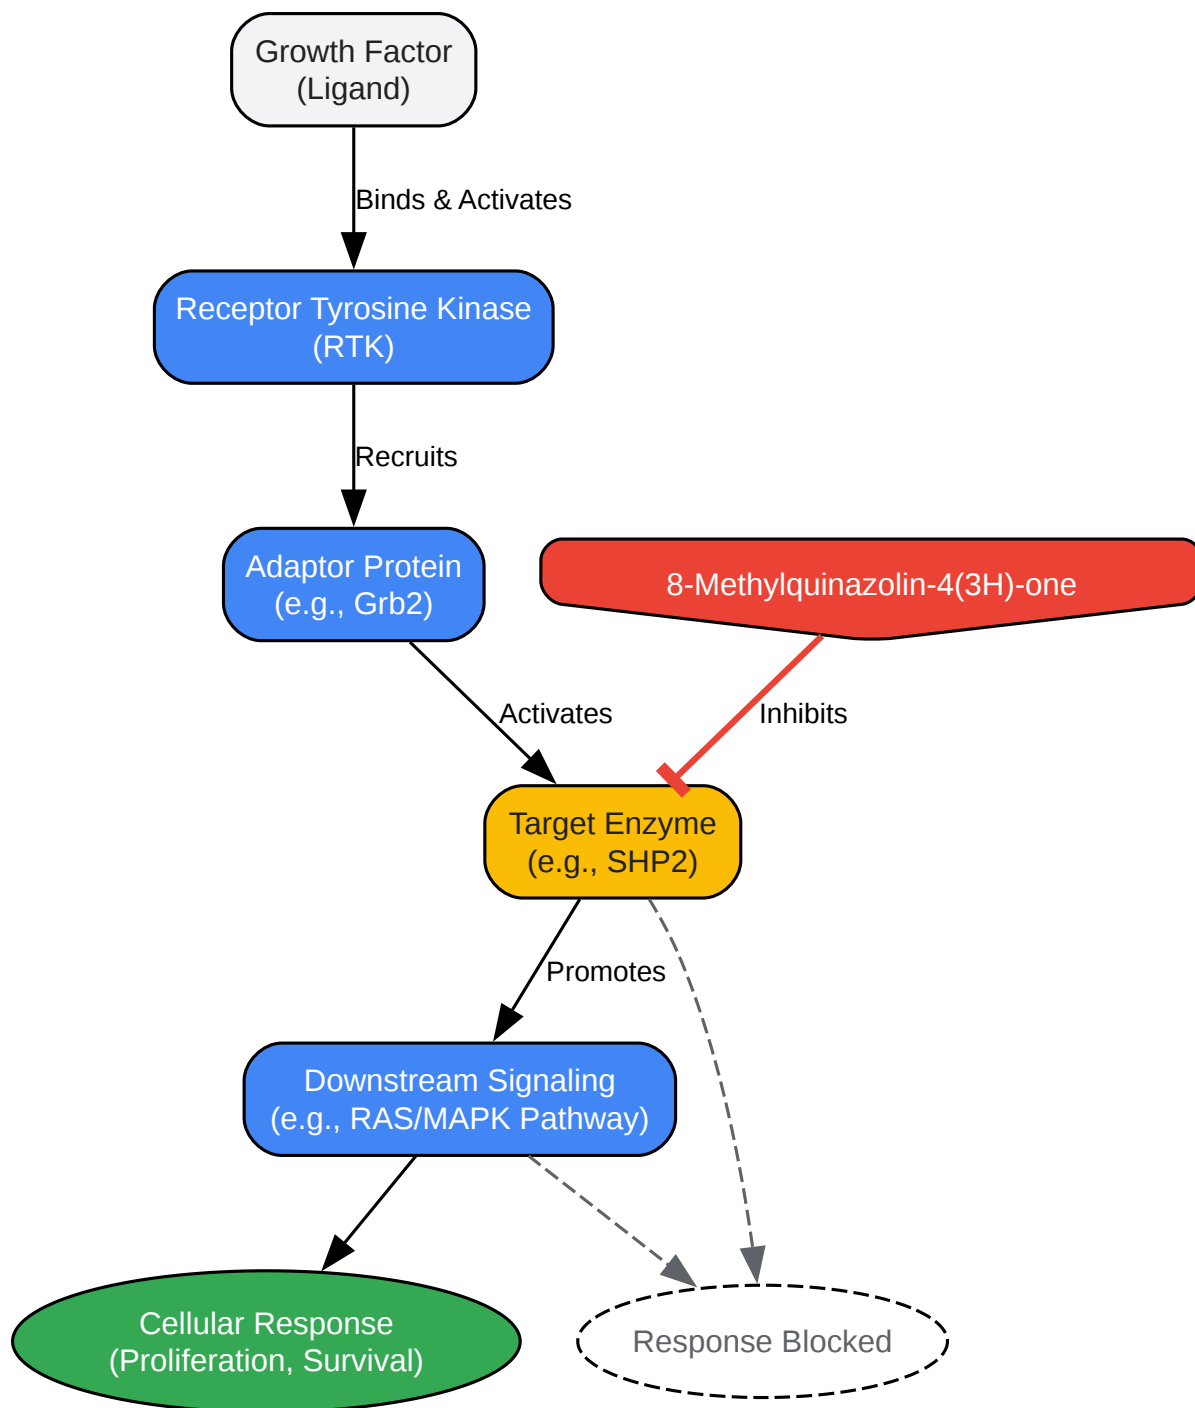 Growth Factor
(Ligand)
Binds & Activates
Receptor Tyrosine Kinase
(RTK)
Recruits
Adaptor Protein
(e.g., Grb2)
8-Methylquinazolin-4(3H)-one
Activates
Inhibits
Target Enzyme
(e.g., SHP2)
Promotes
Downstream Signaling
(e.g., RAS/MAPK Pathway)
Cellular Response
(Proliferation, Survival)
Response Blocked